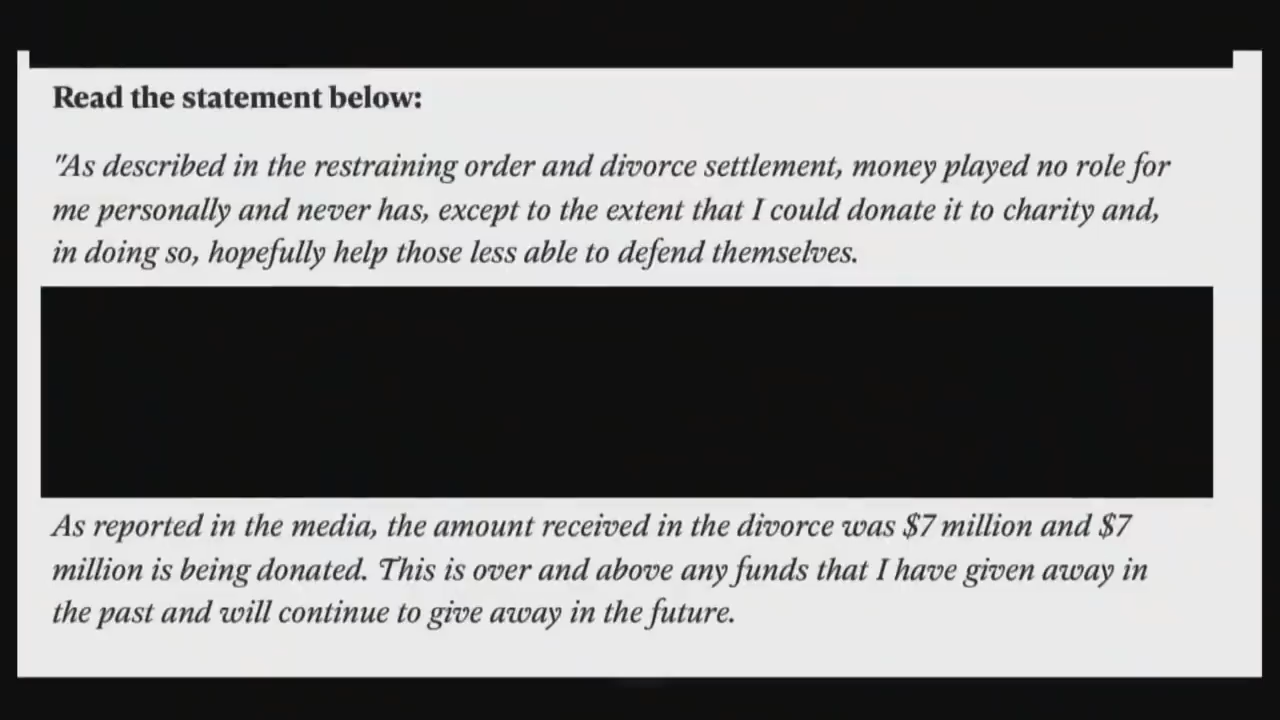 Read the statement below:
"As described in the restraining order and divorce settlement, money played no role for
me personally and never has, except to the extent that I could donate it to charity and,
in doing so, hopefully help those less able to defend themselves.
As reported in the media, the amount received in the divorce was $7 million and $7
million is being donated. This is over and above any funds that I have given away in
the past and will continue to give away in the future.